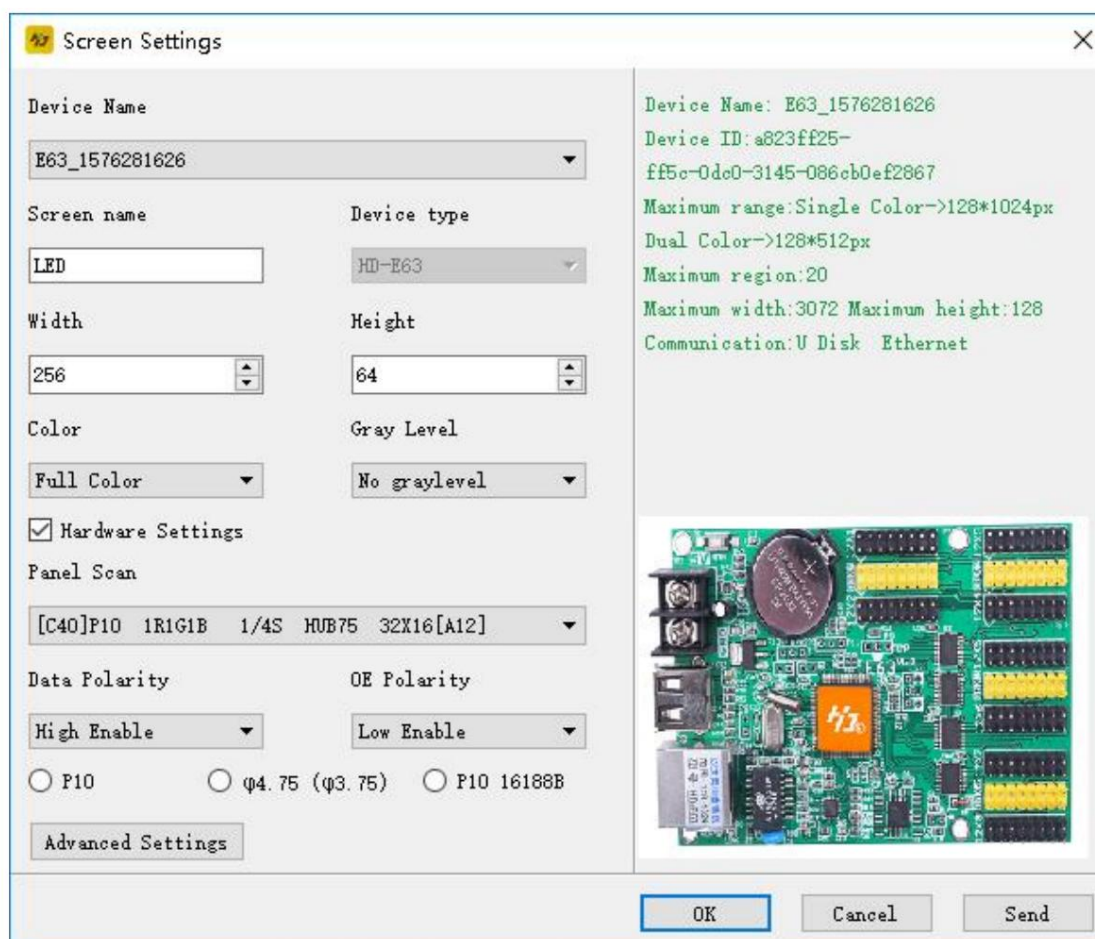 Screen Settings
Device Name
E63_1576281626
Screen name
Device type
LED
HD-E63
Width
Height
256
64
Color
Gray Level
Full Color
No graylevel
Hardware Settings
Panel Scan
[C40]P10 1R1G1B 1/4S HUB75 32X16[A12]
Data Polarity
OE Polarity
High Enable
Low Enable
P10
φ4.75 (φ3.75)
P10 16188B
Advanced Settings
Device Name: E63_1576281626
Device ID:a823ff25-
ff5c-0dc0-3145-086cb0ef2867
Maximum range:Single Color->128*1024px
Dual Color->128*512px
Maximum region:20
Maximum width:3072 Maximum height:128
Communication:U Disk Ethernet
OK
Cancel
Send